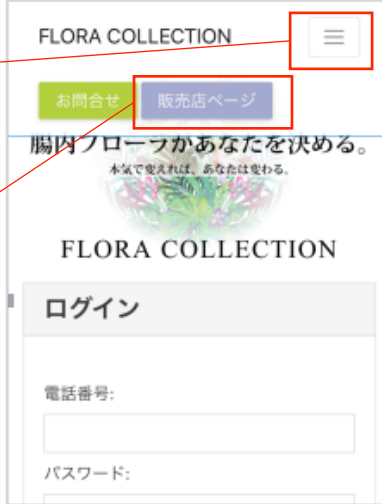 FLORA COLLECTION
お問合せ 販売店ページ
腸内フローラがあなたを決める。
本気で変えれば、あなたは変わる。
FLORA COLLECTION
ログイン
電話番号:
パスワード: